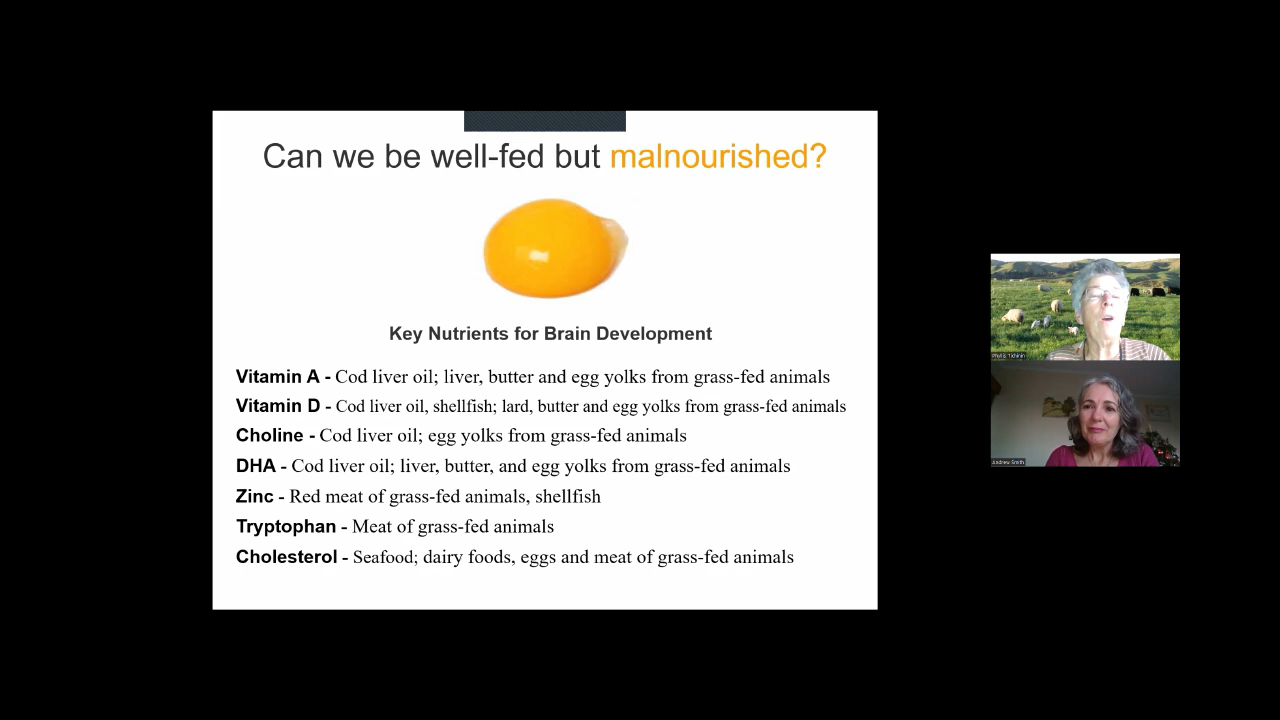 Can we be well-fed but malnourished?
Key Nutrients for Brain Development
Vitamin A - Cod liver oil; liver, butter and egg yolks from grass-fed animals
Vitamin D - Cod liver oil, shellfish; lard, butter and egg yolks from grass-fed animals
Choline - Cod liver oil; egg yolks from grass-fed animals
DHA - Cod liver oil; liver, butter, and egg yolks from grass-fed animals
Zinc - Red meat of grass-fed animals, shellfish
Tryptophan - Meat of grass-fed animals
Cholesterol - Seafood; dairy foods, eggs and meat of grass-fed animals
Phyllis Tichinin
Andrew Smith